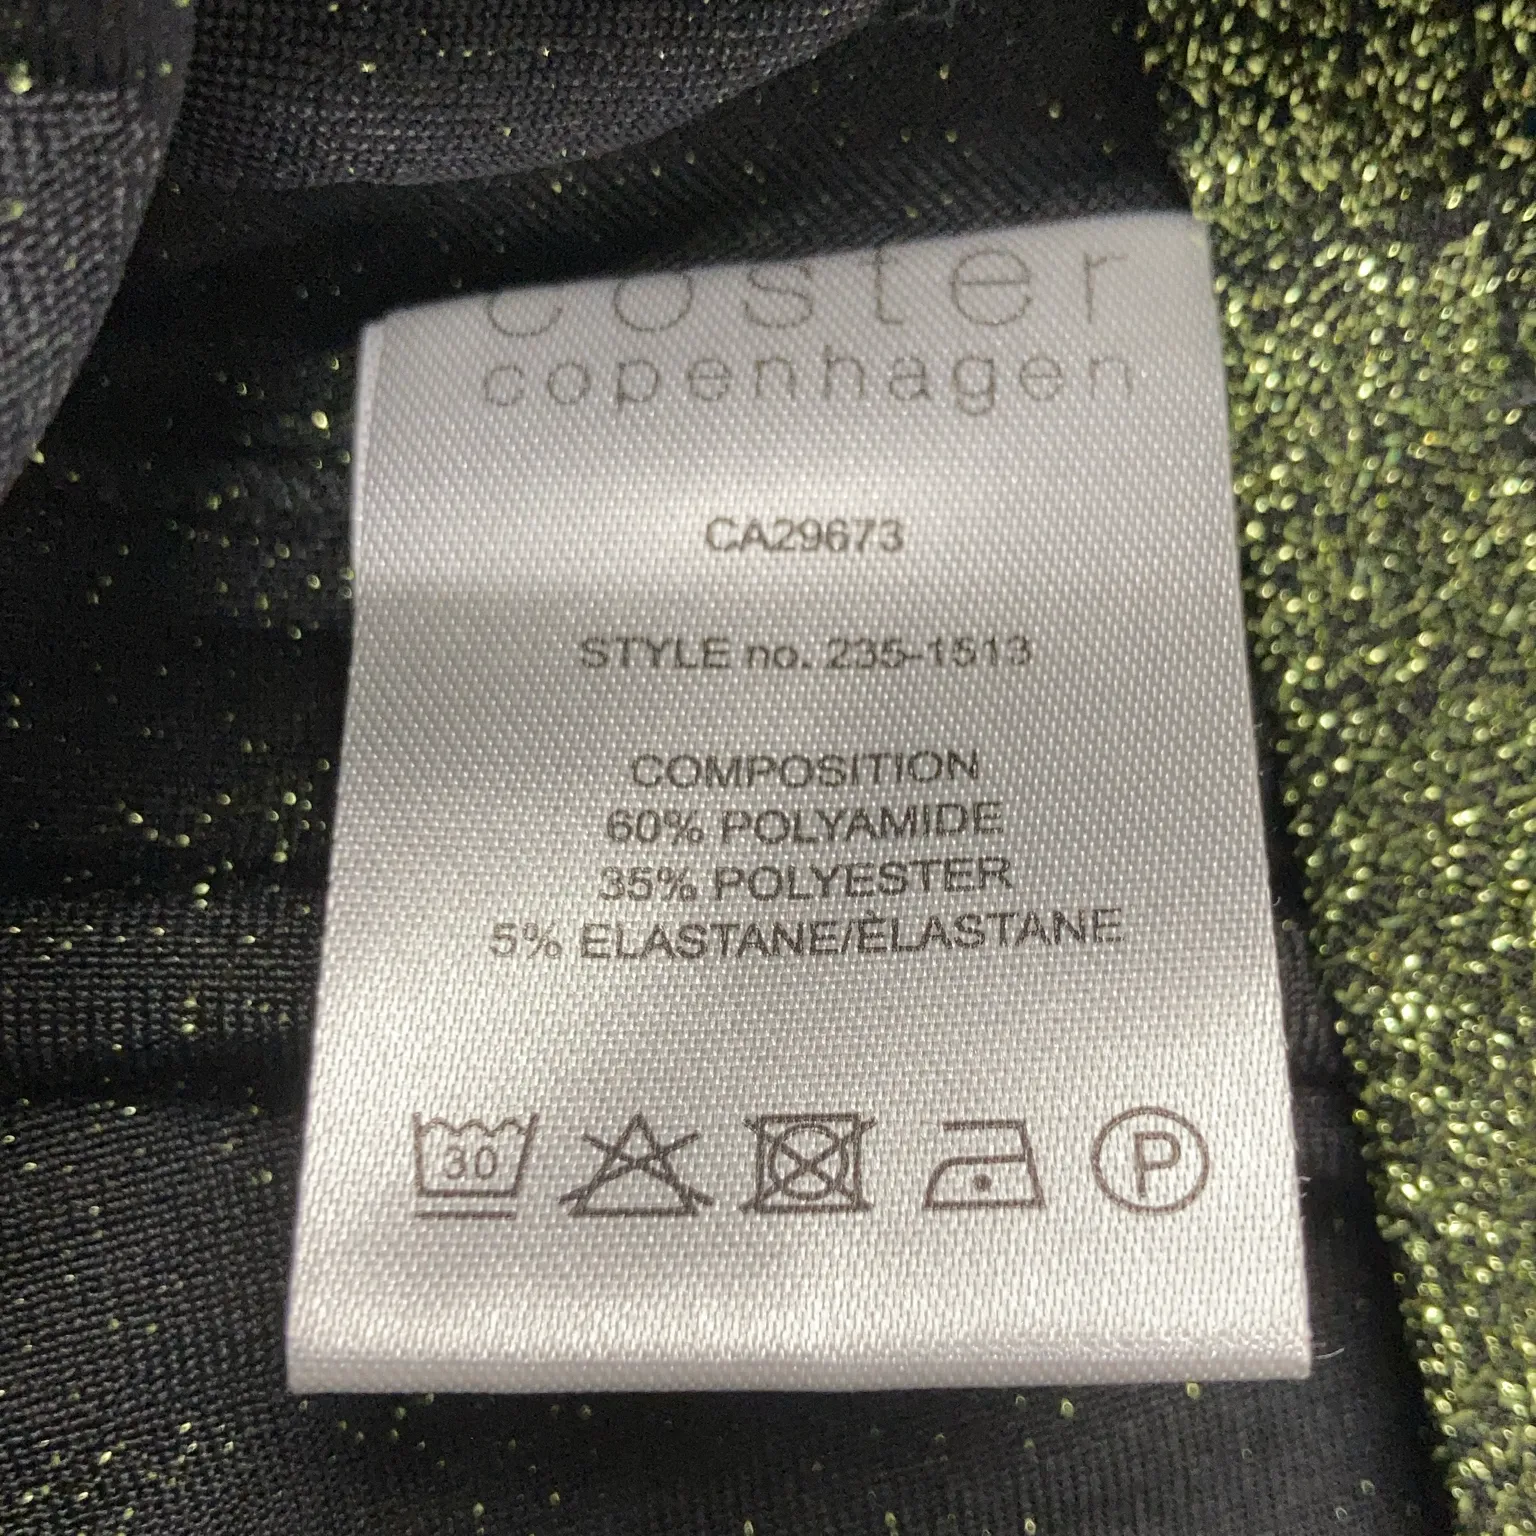 coster
copenhagen
CA29673
STYLE no. 235-1513
COMPOSITION
60% POLYAMIDE
35% POLYESTER
5% ELASTANE/ÉLASTANE
30
P